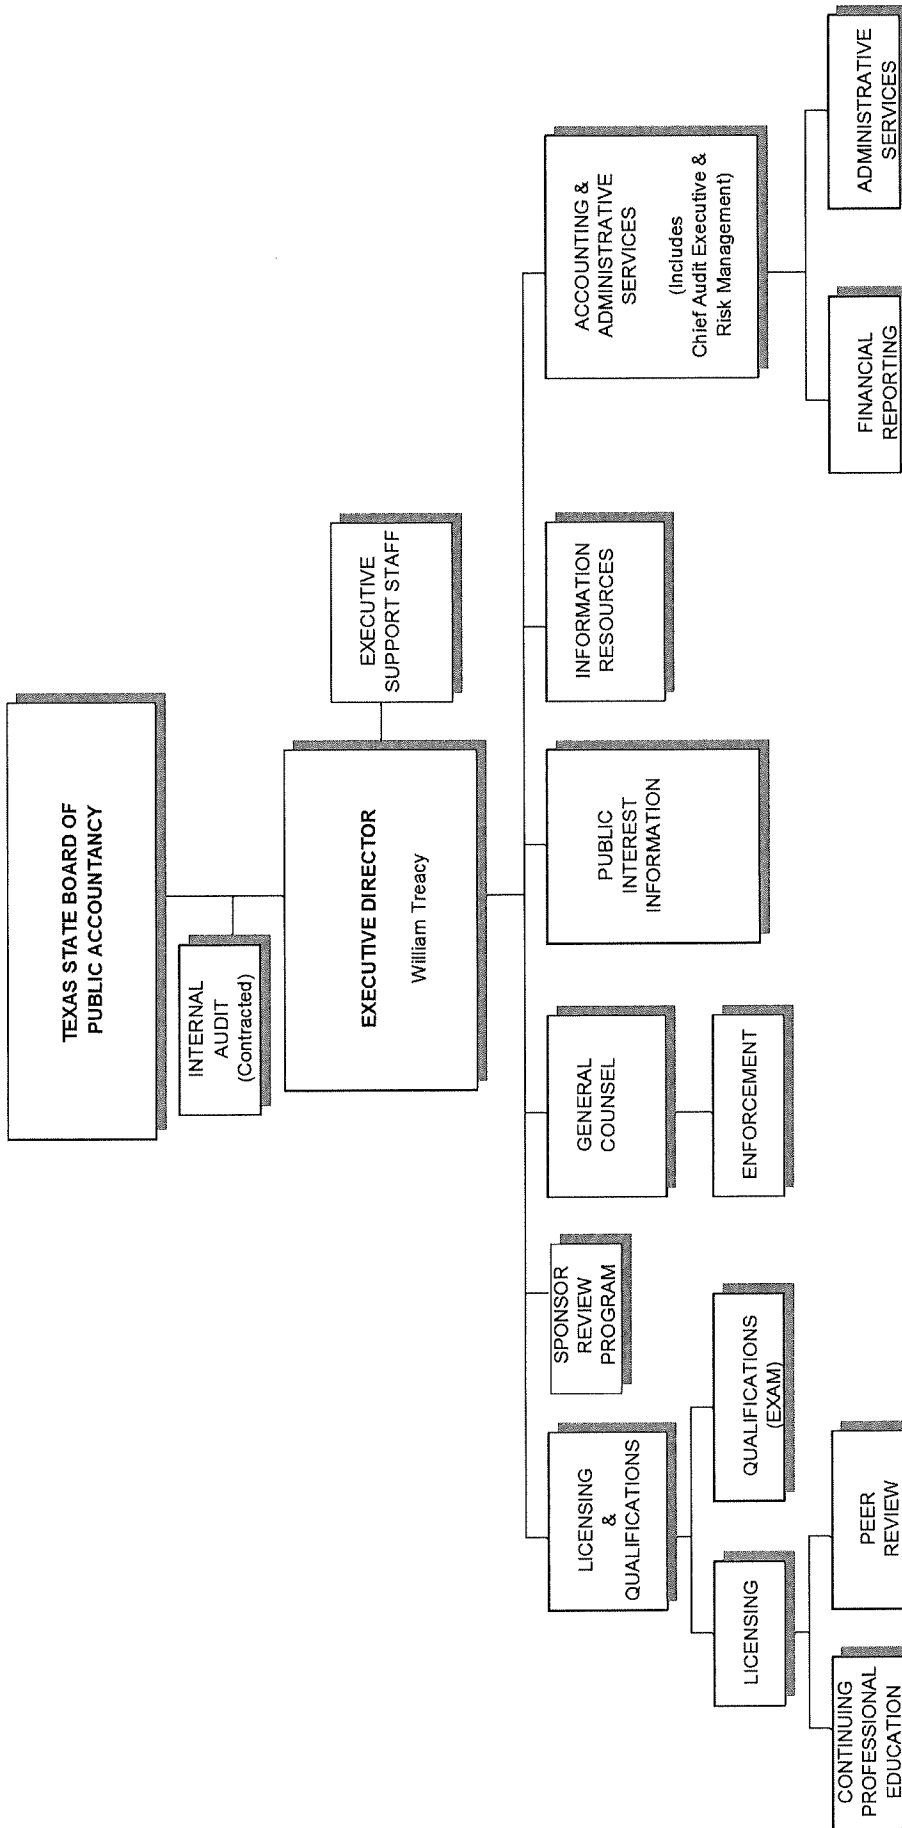 TEXAS STATE BOARD OF
PUBLIC ACCOUNTANCY
INTERNAL
AUDIT
(Contracted)
EXECUTIVE DIRECTOR
William Treacy
EXECUTIVE
SUPPORT STAFF
LICENSING
&
QUALIFICATIONS
SPONSOR
REVIEW
PROGRAM
GENERAL
COUNSEL
PUBLIC
INTEREST
INFORMATION
INFORMATION
RESOURCES
ACCOUNTING &
ADMINISTRATIVE
SERVICES
(Includes
Chief Audit Executive &
Risk Management)
LICENSING
QUALIFICATIONS
(EXAM)
ENFORCEMENT
CONTINUING
PROFESSIONAL
EDUCATION
PEER
REVIEW
FINANCIAL
REPORTING
ADMINISTRATIVE
SERVICES